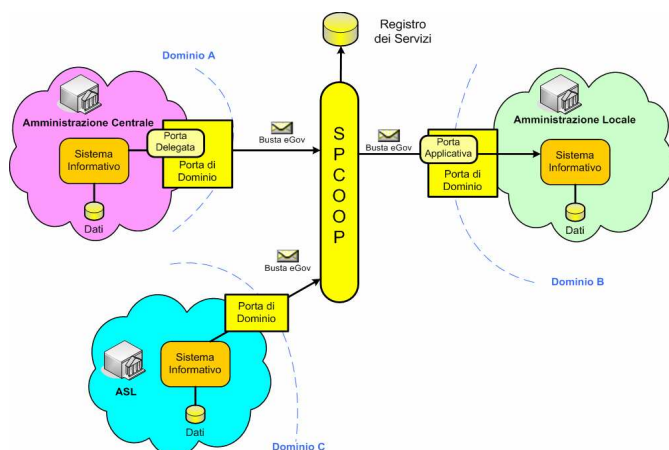 Registro
dei Servizi
Dominio A
Amministrazione Centrale
Porta
Delegata
Sistema
Informativo
Porta di
Dominio
Dati
Busta eGov
SPCOOP
Busta eGov
Amministrazione Locale
Porta
Applicativa
Porta di
Dominio
Sistema
Informativo
Dati
Dominio B
Busta eGov
Porta di
Dominio
Sistema
Informativo
ASL
Dati
Dominio C